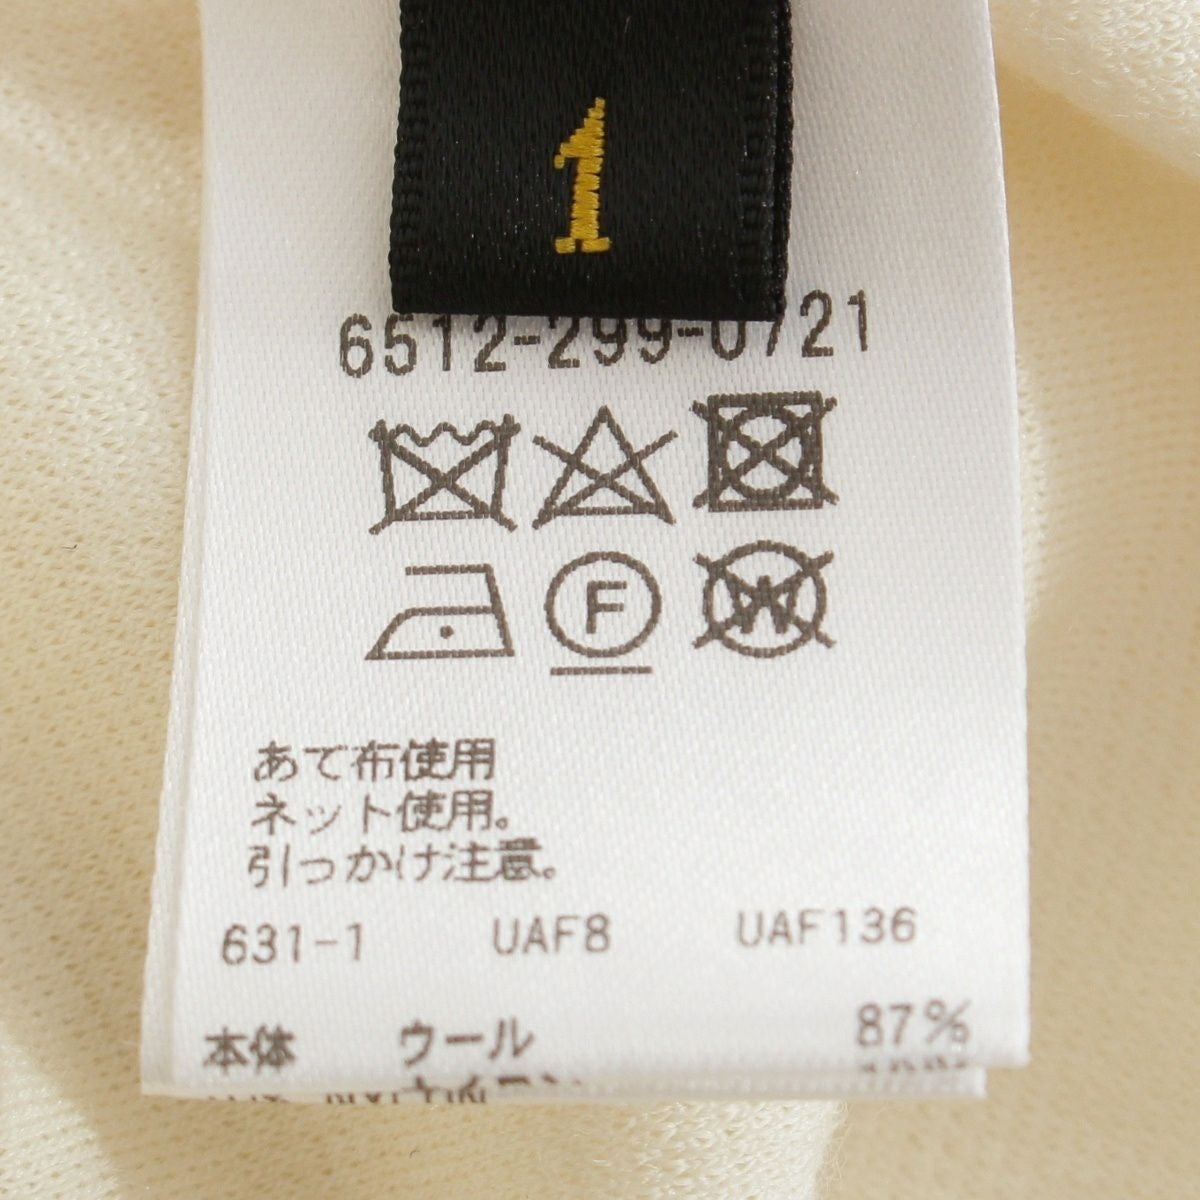 1
6512-299-0721
F
W
あて布使用
ネット使用。
引っかけ注意。
631-1 UAF8 UAF136
本体 ウール 87%